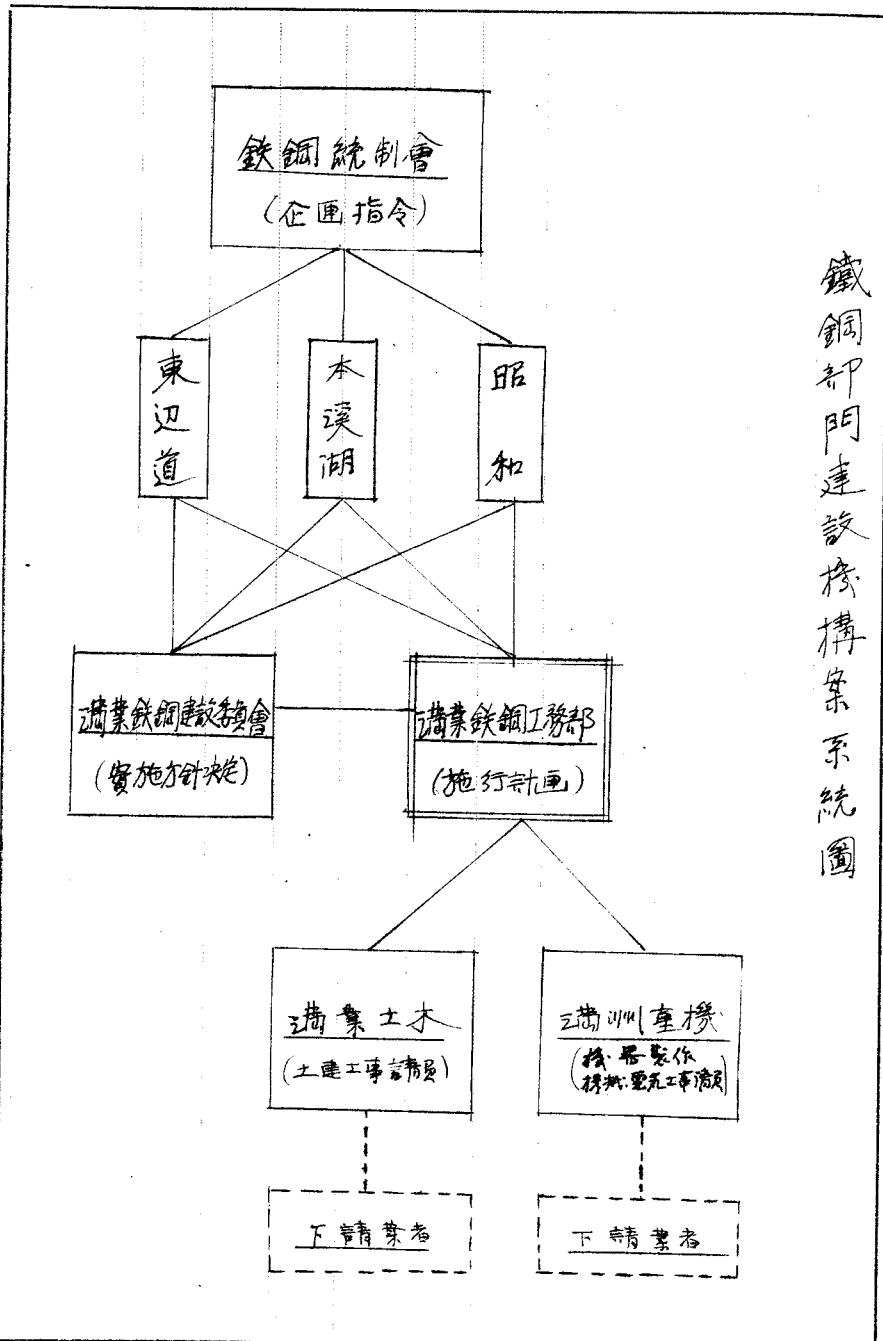 鐵鋼部門建設機構案系統圖
鉄鋼統制會
(企画指令)
東辺道
本溪湖
昭和
満業鉄鋼建設委員會
(實施方針決定)
満業鉄鋼工務部
(施行計画)
満業土木
(土建工事請負)
満州重機
(機器製作
機械、電気工事請負)
下請業者
下請業者